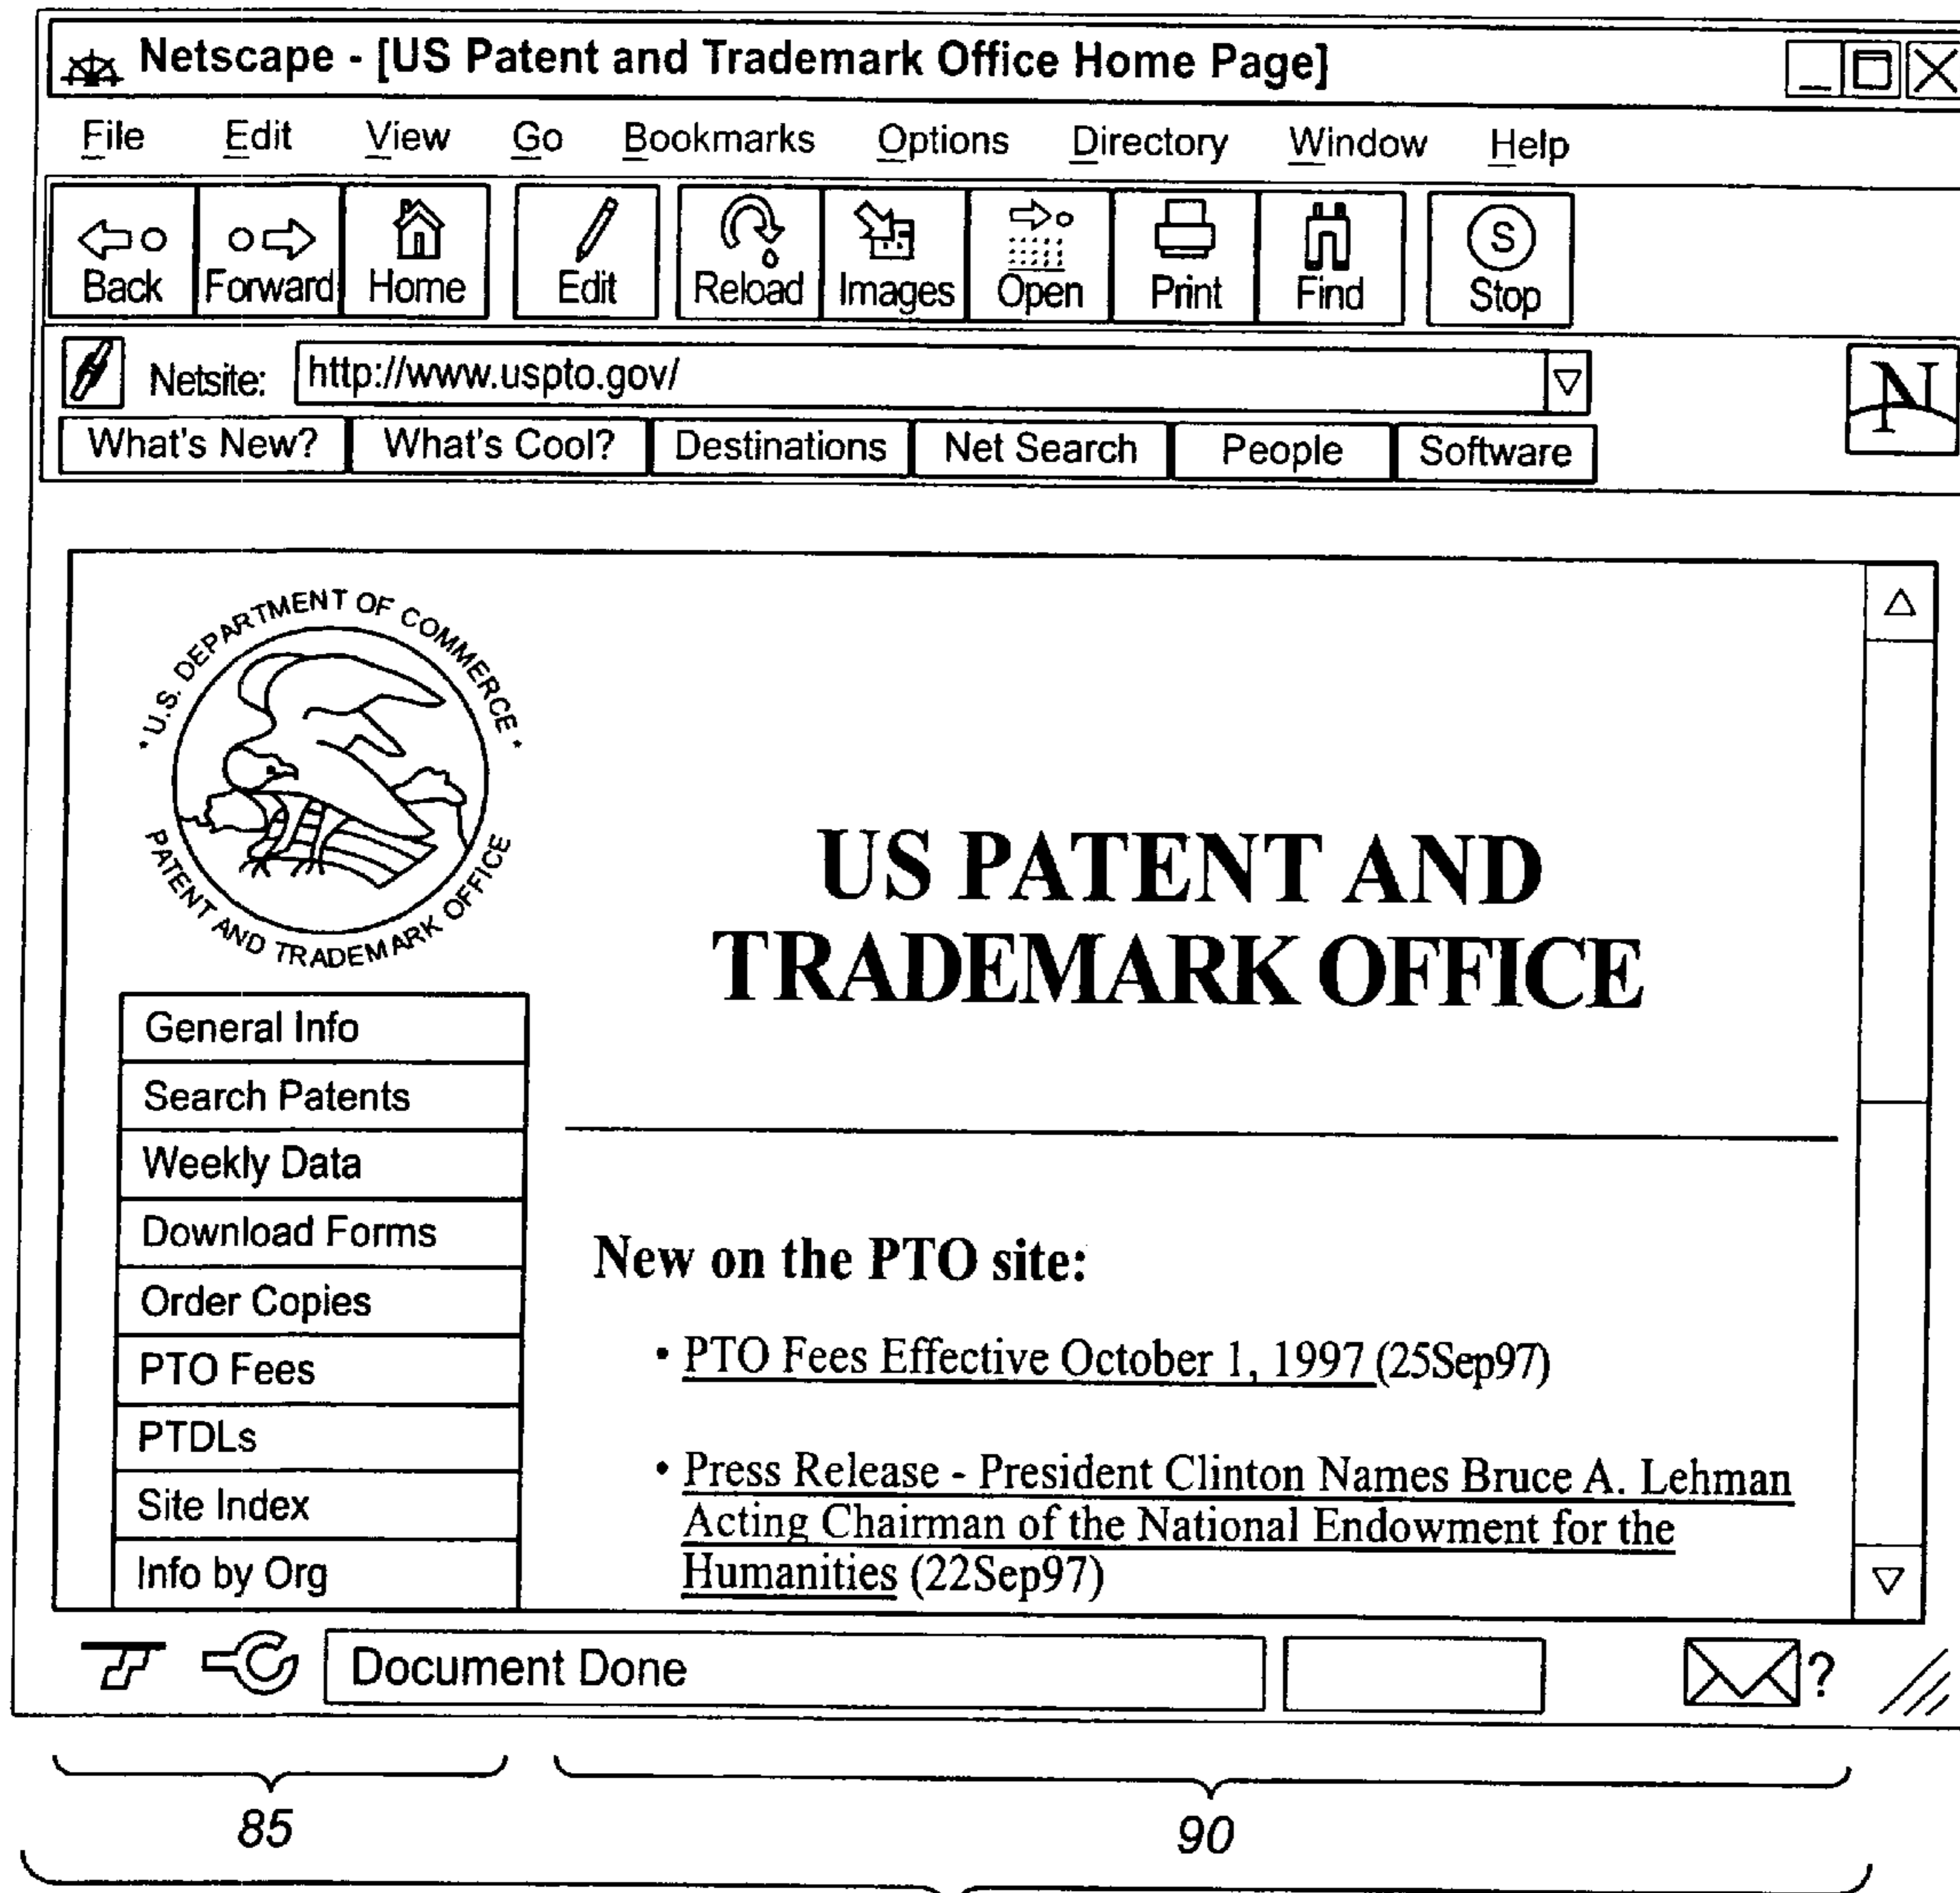 Netscape - [US Patent and Trademark Office Home Page]
File Edit View Go Bookmarks Options Directory Window Help
Back Forward Home Edit Reload Images Open Print Find S Stop
Netsite: http://www.uspto.gov/
N
What's New? What's Cool? Destinations Net Search People Software
* U.S. DEPARTMENT OF COMMERCE *
PATENT AND TRADEMARK OFFICE
US PATENT AND
TRADEMARK OFFICE
General Info
Search Patents
Weekly Data
Download Forms
Order Copies
PTO Fees
PTDLs
Site Index
Info by Org
New on the PTO site:
• PTO Fees Effective October 1, 1997 (25Sep97)
• Press Release - President Clinton Names Bruce A. Lehman
Acting Chairman of the National Endowment for the
Humanities (22Sep97)
Document Done
?
85
90